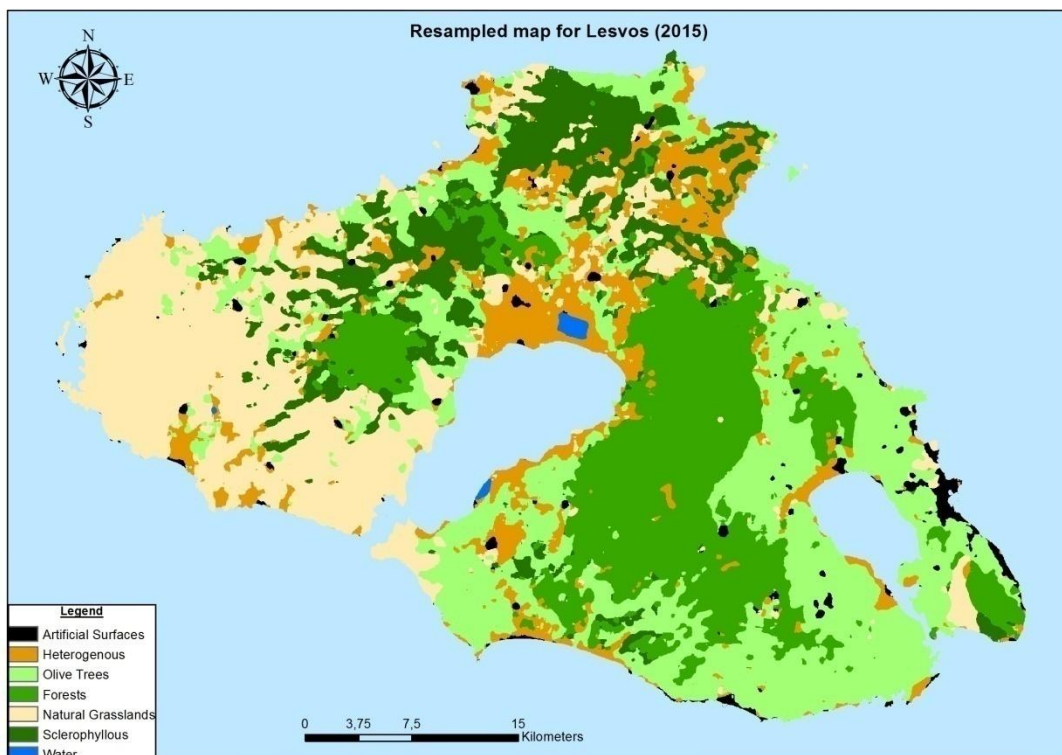 Resampled map for Lesvos (2015)
N
W E
S
Legend
Artificial Surfaces
Heterogenous
Olive Trees
Forests
Natural Grasslands
Sclerophyllous
Water
0 3,75 7,5 15
Kilometers